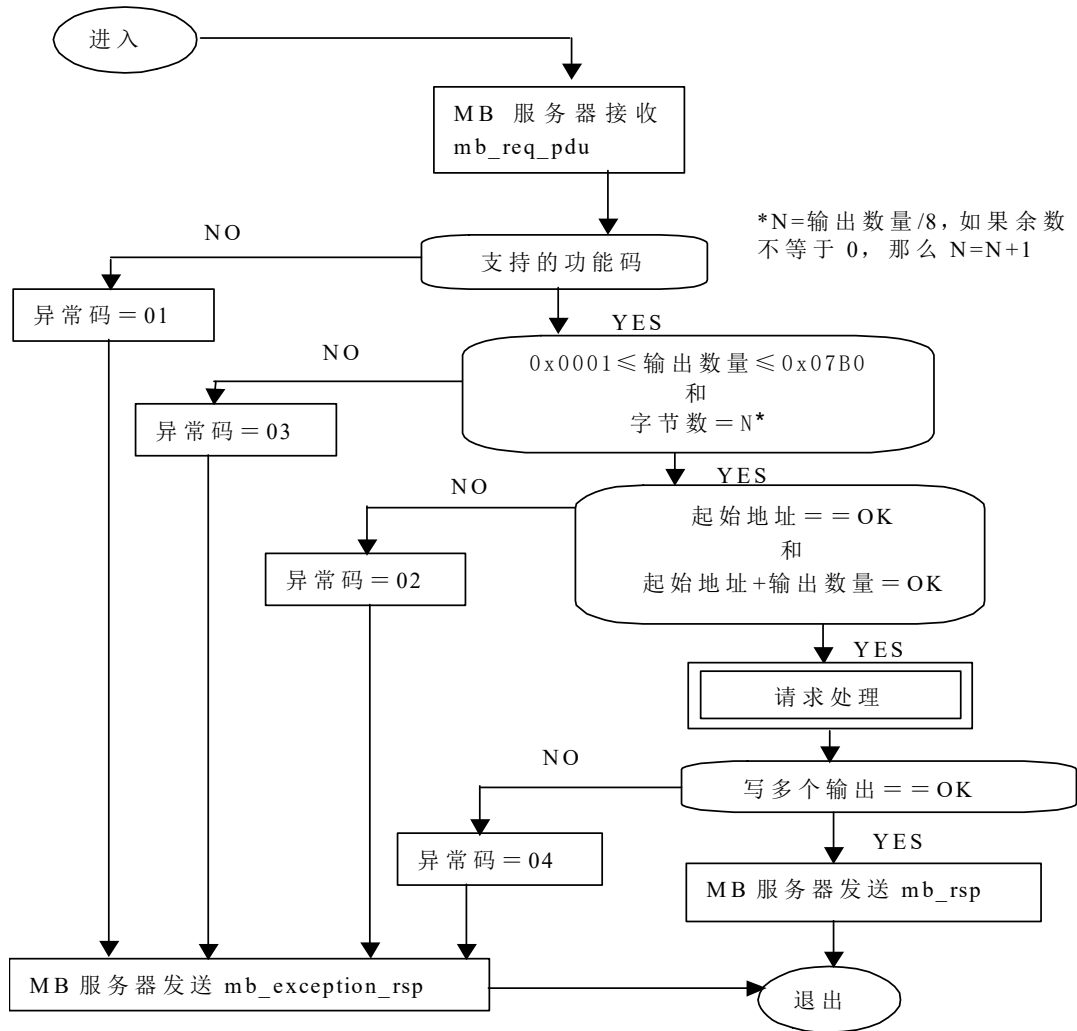 进入
MB 服务器接收
mb_req_pdu
*N=输出数量/8,如果余数
不等于 0, 那么 N=N+1
NO
支持的功能码
异常码=01
YES
NO
0x0001≤输出数量≤0x07B0
和
字节数=N*
异常码=03
YES
NO
起始地址==OK
和
起始地址+输出数量=OK
异常码=02
YES
请求处理
NO
写多个输出==OK
YES
异常码=04
MB 服务器发送 mb_rsp
MB 服务器发送 mb_exception_rsp
退出